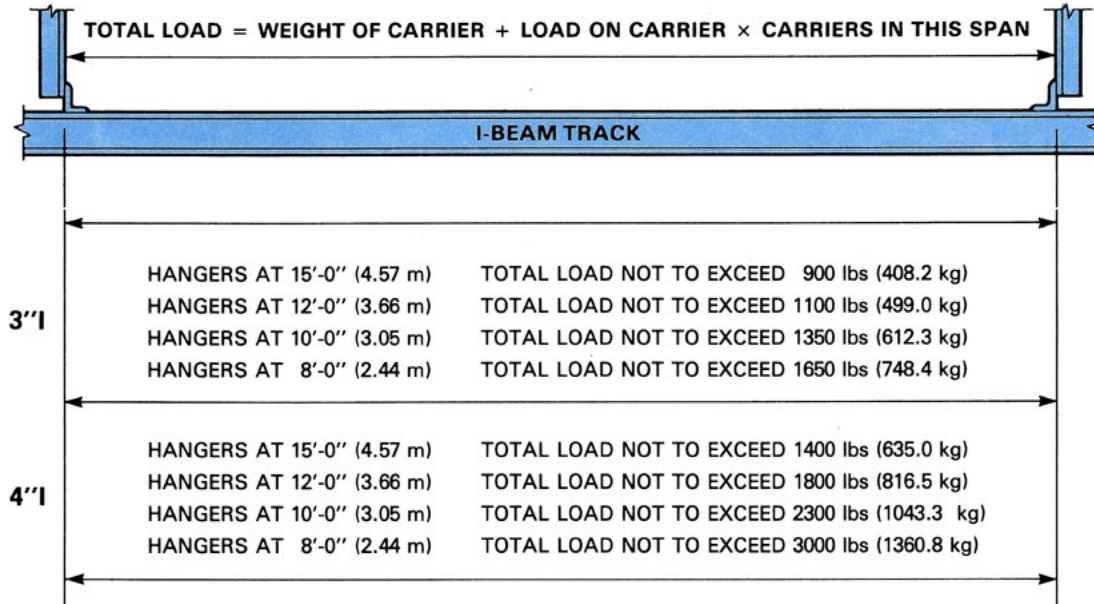 TOTAL LOAD = WEIGHT OF CARRIER + LOAD ON CARRIER × CARRIERS IN THIS SPAN
I-BEAM TRACK
3''I
HANGERS AT 15'-0'' (4.57 m) TOTAL LOAD NOT TO EXCEED 900 lbs (408.2 kg)
HANGERS AT 12'-0'' (3.66 m) TOTAL LOAD NOT TO EXCEED 1100 lbs (499.0 kg)
HANGERS AT 10'-0'' (3.05 m) TOTAL LOAD NOT TO EXCEED 1350 lbs (612.3 kg)
HANGERS AT 8'-0'' (2.44 m) TOTAL LOAD NOT TO EXCEED 1650 lbs (748.4 kg)
4''I
HANGERS AT 15'-0'' (4.57 m) TOTAL LOAD NOT TO EXCEED 1400 lbs (635.0 kg)
HANGERS AT 12'-0'' (3.66 m) TOTAL LOAD NOT TO EXCEED 1800 lbs (816.5 kg)
HANGERS AT 10'-0'' (3.05 m) TOTAL LOAD NOT TO EXCEED 2300 lbs (1043.3 kg)
HANGERS AT 8'-0'' (2.44 m) TOTAL LOAD NOT TO EXCEED 3000 lbs (1360.8 kg)